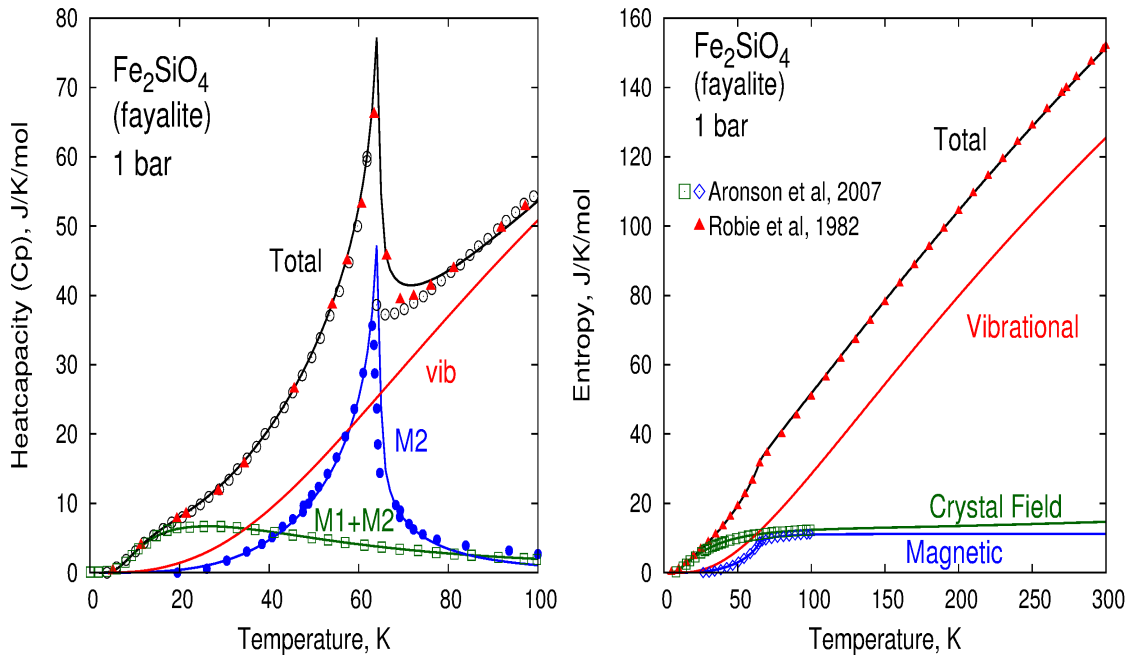 Heatcapacity (Cp), J/K/mol
80
70
60
50
40
30
20
10
0
Fe2SiO4
(fayalite)
1 bar
Total
vib
M2
M1+M2
0 20 40 60 80 100
Temperature, K
Entropy, J/K/mol
160
140
120
100
80
60
40
20
0
Fe2SiO4
(fayalite)
1 bar
Total
Aronson et al, 2007
Robie et al, 1982
Vibrational
Crystal Field
Magnetic
0 50 100 150 200 250 300
Temperature, K